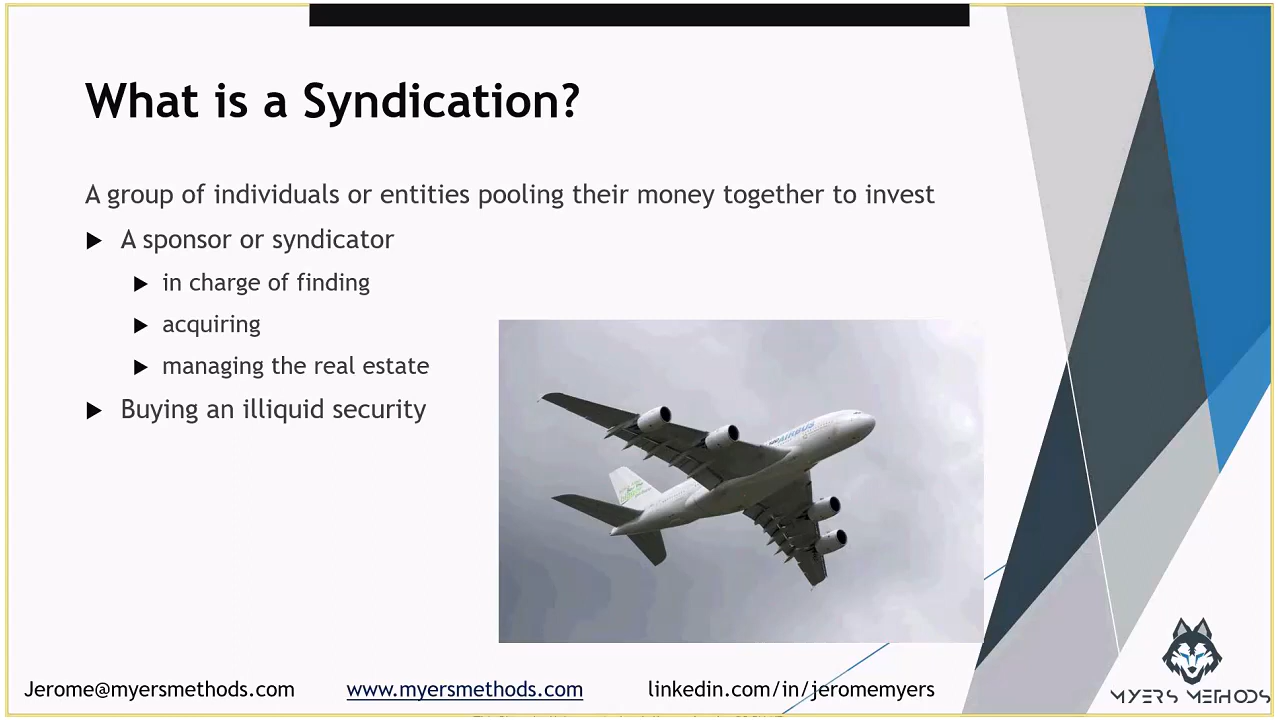 What is a Syndication?
A group of individuals or entities pooling their money together to invest
A sponsor or syndicator
in charge of finding
acquiring
managing the real estate
Buying an illiquid security
AIRBUS
Jerome@myersmethods.com
www.myersmethods.com
linkedin.com/in/jeromemyers
MYERS METHODS